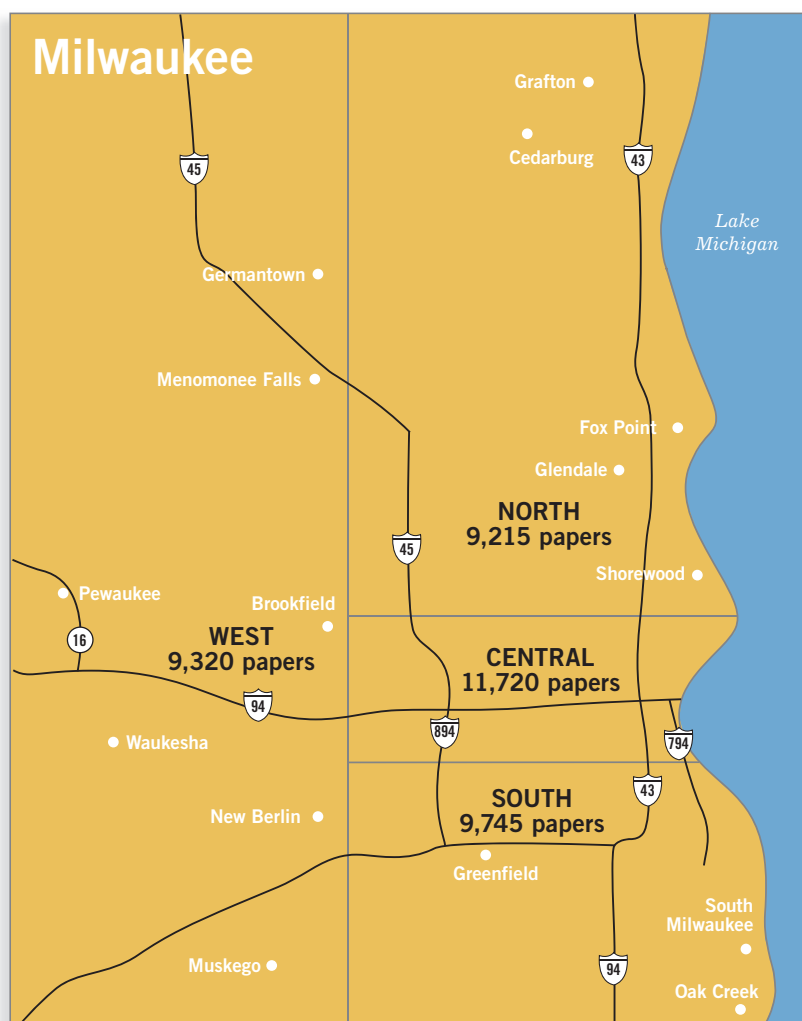 Milwaukee
Grafton
Cedarburg
45
43
Lake
Michigan
Germantown
Menomonee Falls
Fox Point
Glendale
NORTH
9,215 papers
45
Shorewood
Pewaukee
Brookfield
16
WEST
9,320 papers
CENTRAL
11,720 papers
94
894
794
Waukesha
43
SOUTH
9,745 papers
New Berlin
Greenfield
South
Milwaukee
Muskego
94
Oak Creek